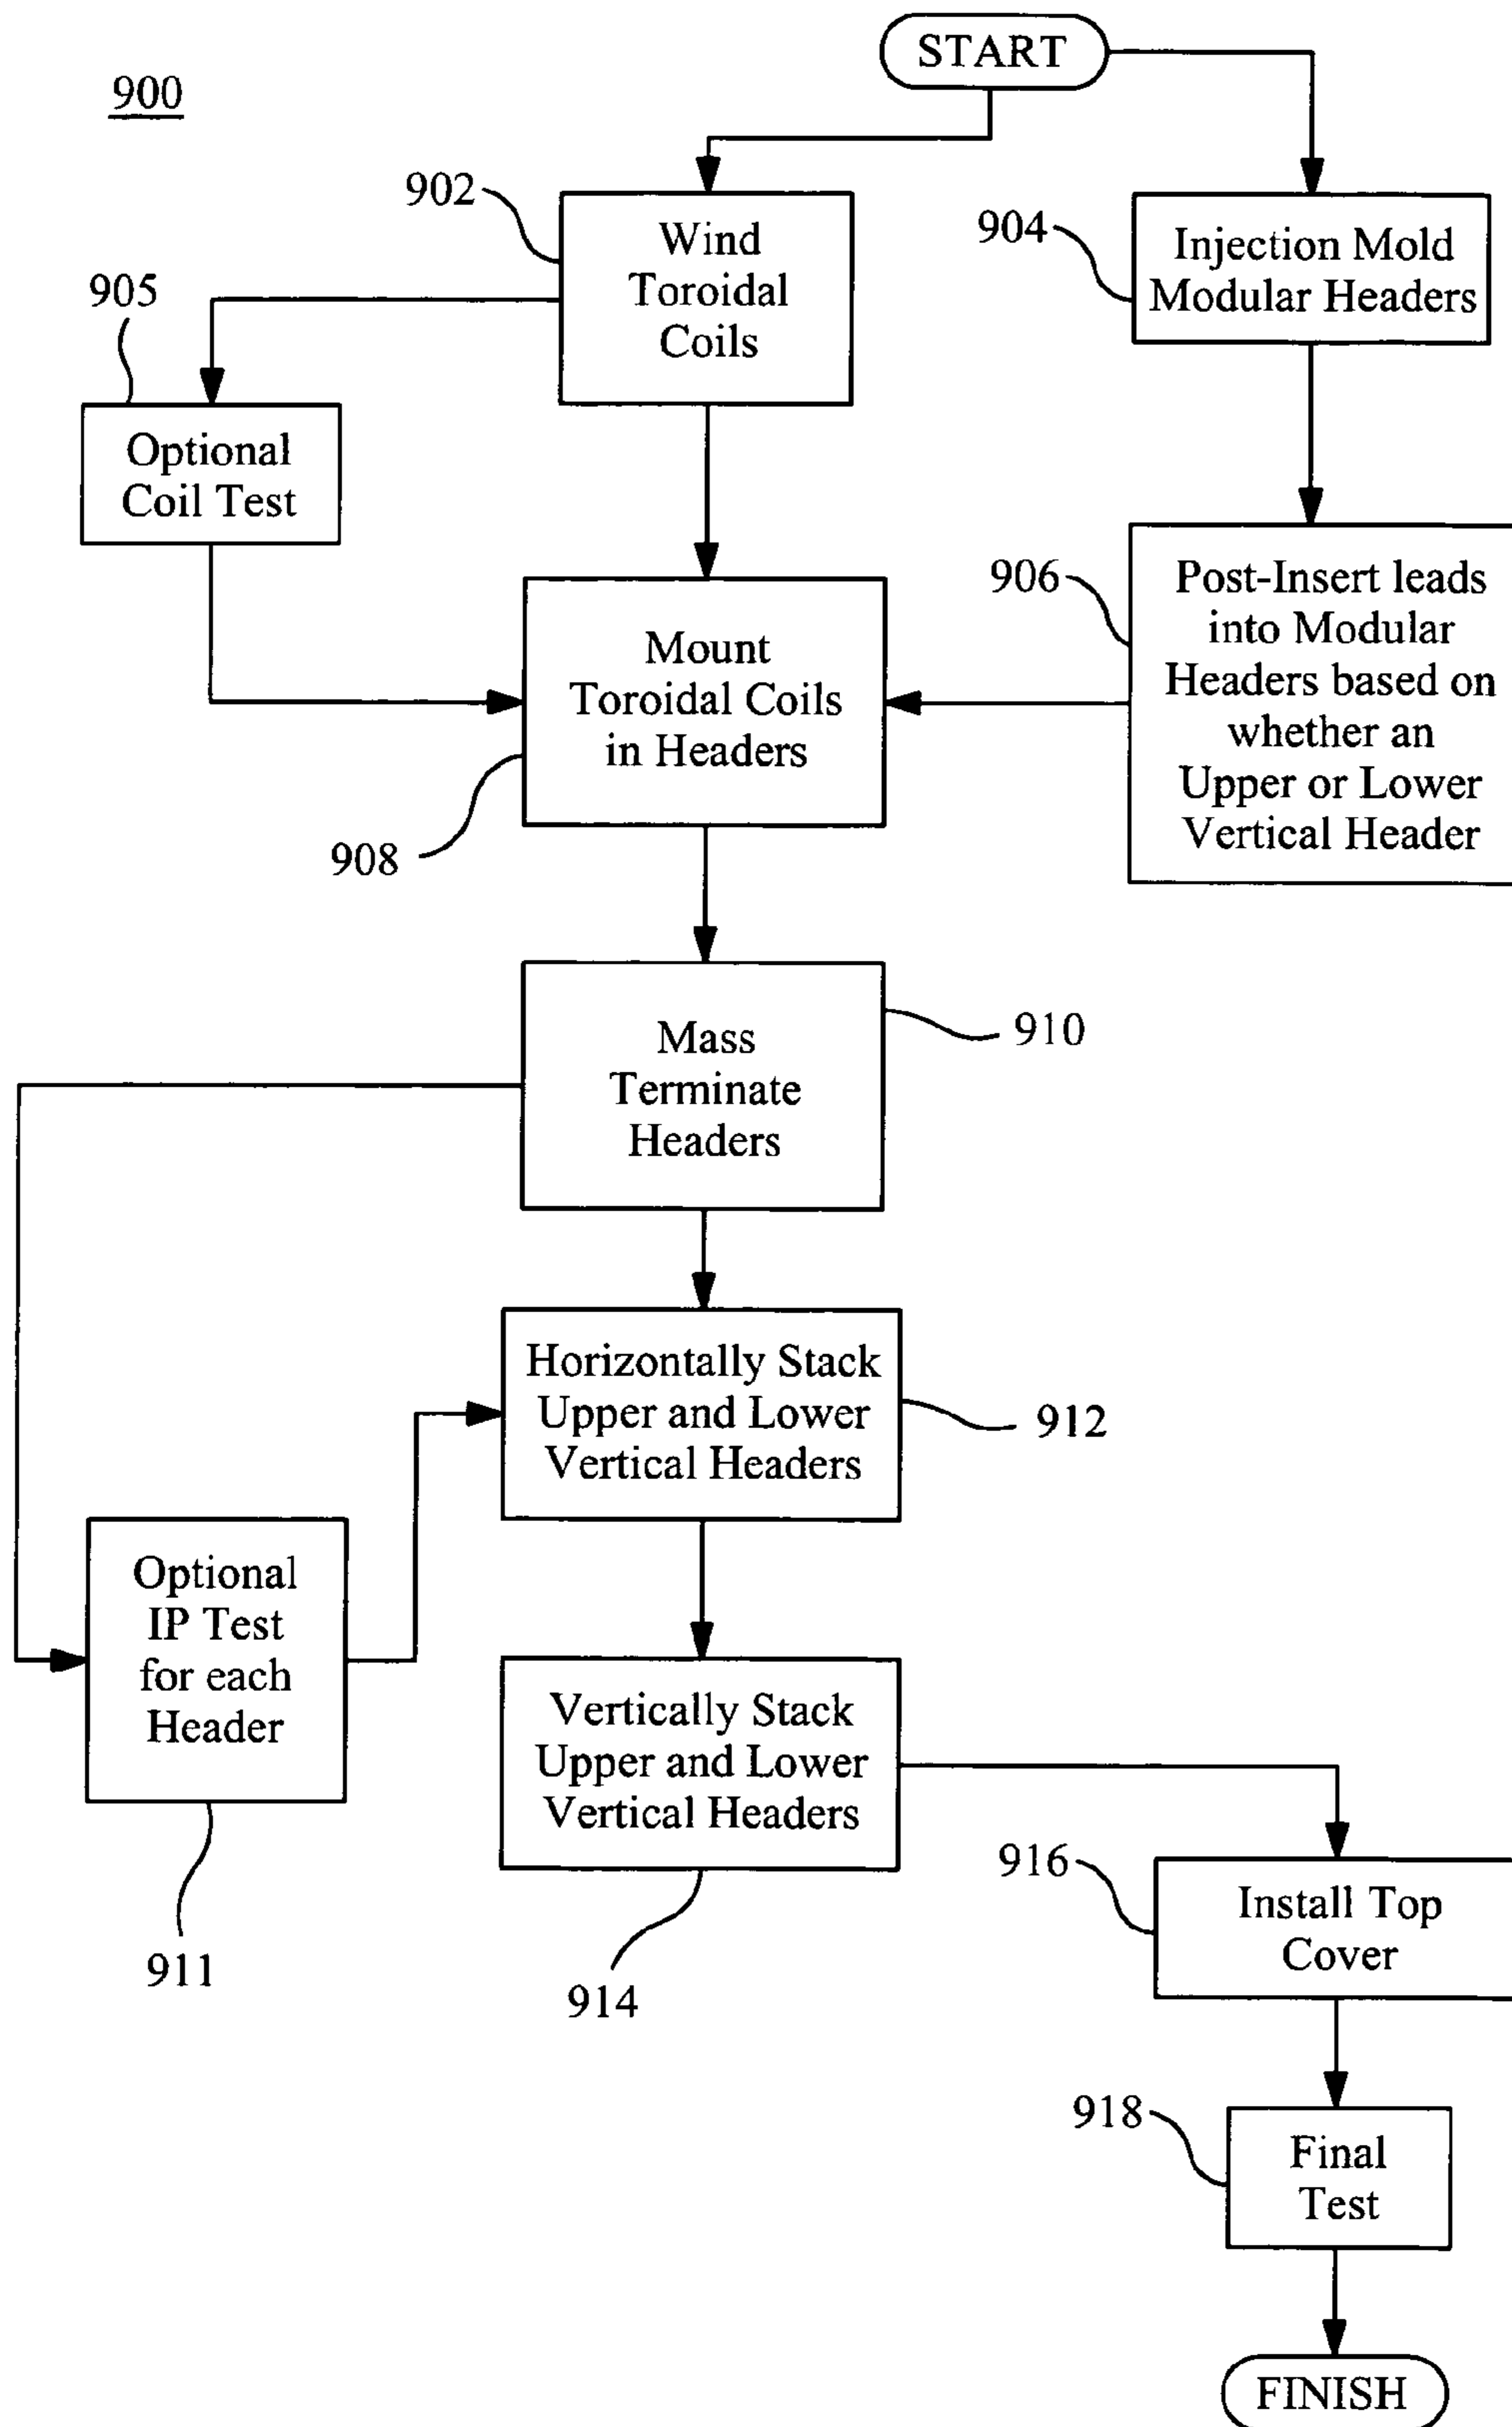 START
900
902
Wind
Toroidal
Coils
904
Injection Mold
Modular Headers
905
Optional
Coil Test
906
Post-Insert leads
into Modular
Headers based on
whether an
Upper or Lower
Vertical Header
Mount
Toroidal Coils
in Headers
908
Mass
Terminate
Headers
910
Horizontally Stack
Upper and Lower
Vertical Headers
912
Optional
IP Test
for each
Header
911
Vertically Stack
Upper and Lower
Vertical Headers
914
916
Install Top
Cover
918
Final
Test
FINISH